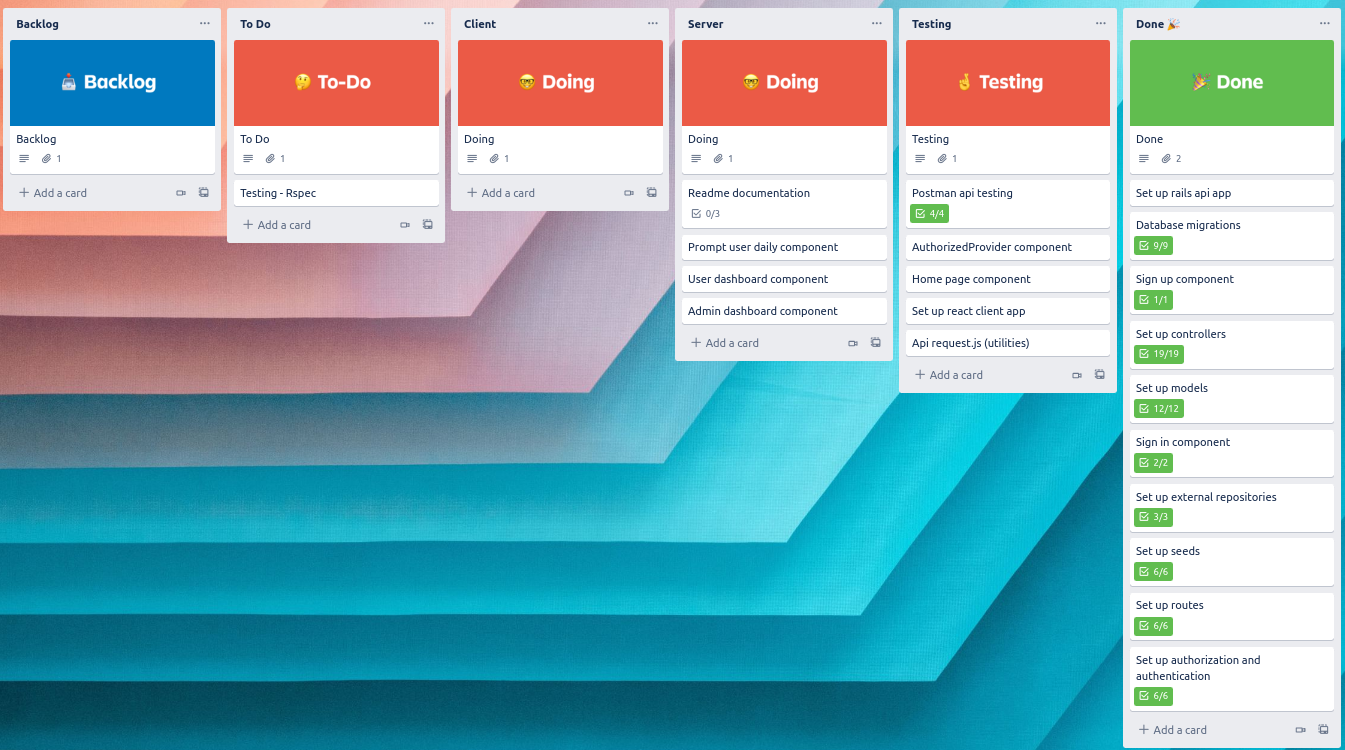 Backlog
Backlog
Backlog
1
+ Add a card
To Do
To-Do
To Do
1
Testing - Rspec
+ Add a card
Client
Doing
Doing
1
+ Add a card
Server
Doing
Doing
1
Readme documentation
0/3
Prompt user daily component
User dashboard component
Admin dashboard component
+ Add a card
Testing
Testing
Testing
1
Postman api testing
4/4
AuthorizedProvider component
Home page component
Set up react client app
Api request.js (utilities)
+ Add a card
Done 🎉
Done
Done
2
Set up rails api app
Database migrations
9/9
Sign up component
1/1
Set up controllers
19/19
Set up models
12/12
Sign in component
2/2
Set up external repositories
3/3
Set up seeds
6/6
Set up routes
6/6
Set up authorization and
authentication
6/6
+ Add a card